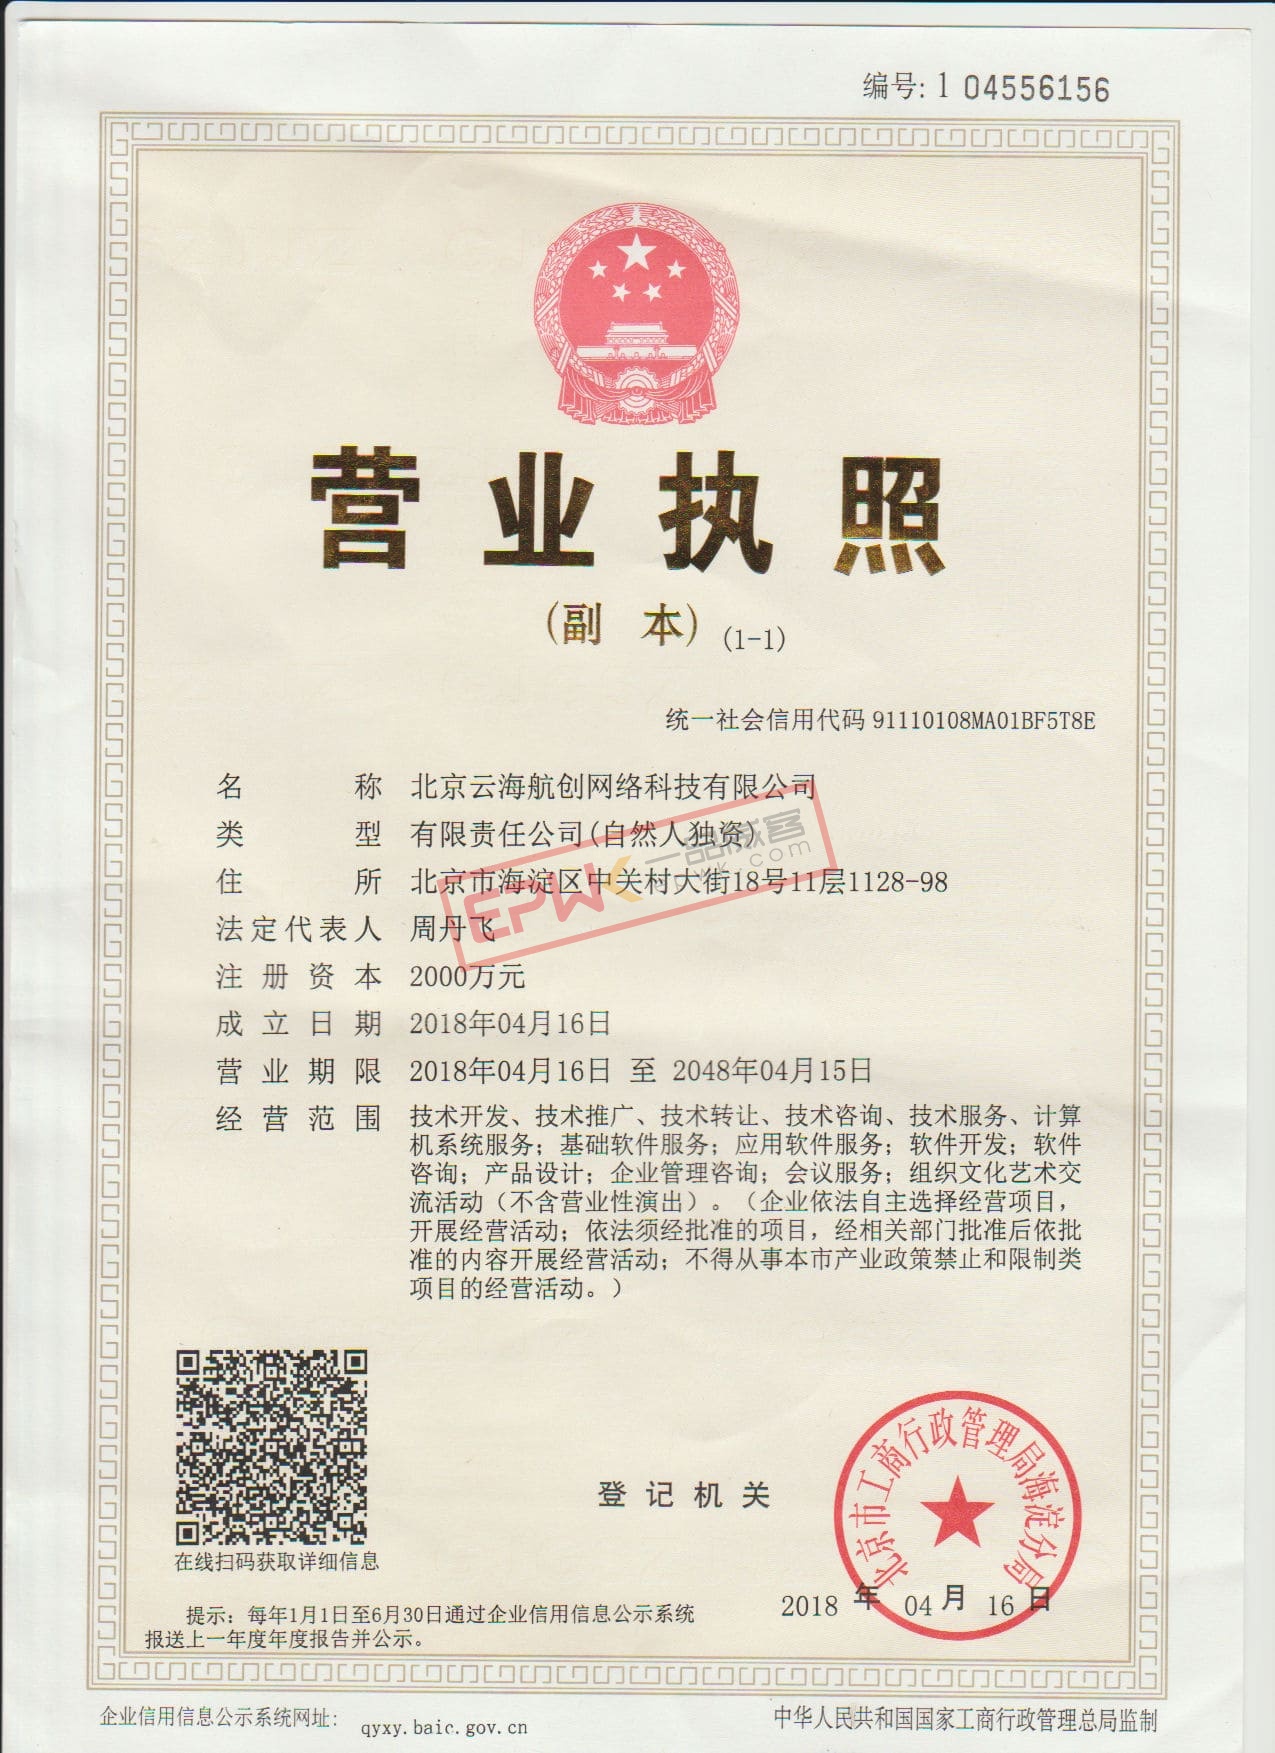 编号: 1 04556156
营业执照
(副 本) (1-1)
统一社会信用代码 91110108MA01BF5T8E
名称 北京云海航创网络科技有限公司
类型 有限责任公司(自然人独资)
EPWK 一品威客
epwk.com
住所 北京市海淀区中关村大街18号11层1128-98
法定代表人 周丹飞
注册资本 2000万元
成立日期 2018年04月16日
营业期限 2018年04月16日 至 2048年04月15日
经营范围 技术开发、技术推广、技术转让、技术咨询、技术服务、计算
机系统服务；基础软件服务；应用软件服务；软件开发；软件
咨询；产品设计；企业管理咨询；会议服务；组织文化艺术交
流活动（不含营业性演出）。（企业依法自主选择经营项目，
开展经营活动；依法须经批准的项目，经相关部门批准后依批
准的内容开展经营活动；不得从事本市产业政策禁止和限制类
项目的经营活动。）
在线扫码获取详细信息
登记机关
北京市工商行政管理局海淀分局
2018 年 04 月 16 日
提示：每年1月1日至6月30日通过企业信用信息公示系统
报送上一年度年度报告并公示。
企业信用信息公示系统网址： qyxy.baic.gov.cn
中华人民共和国国家工商行政管理总局监制